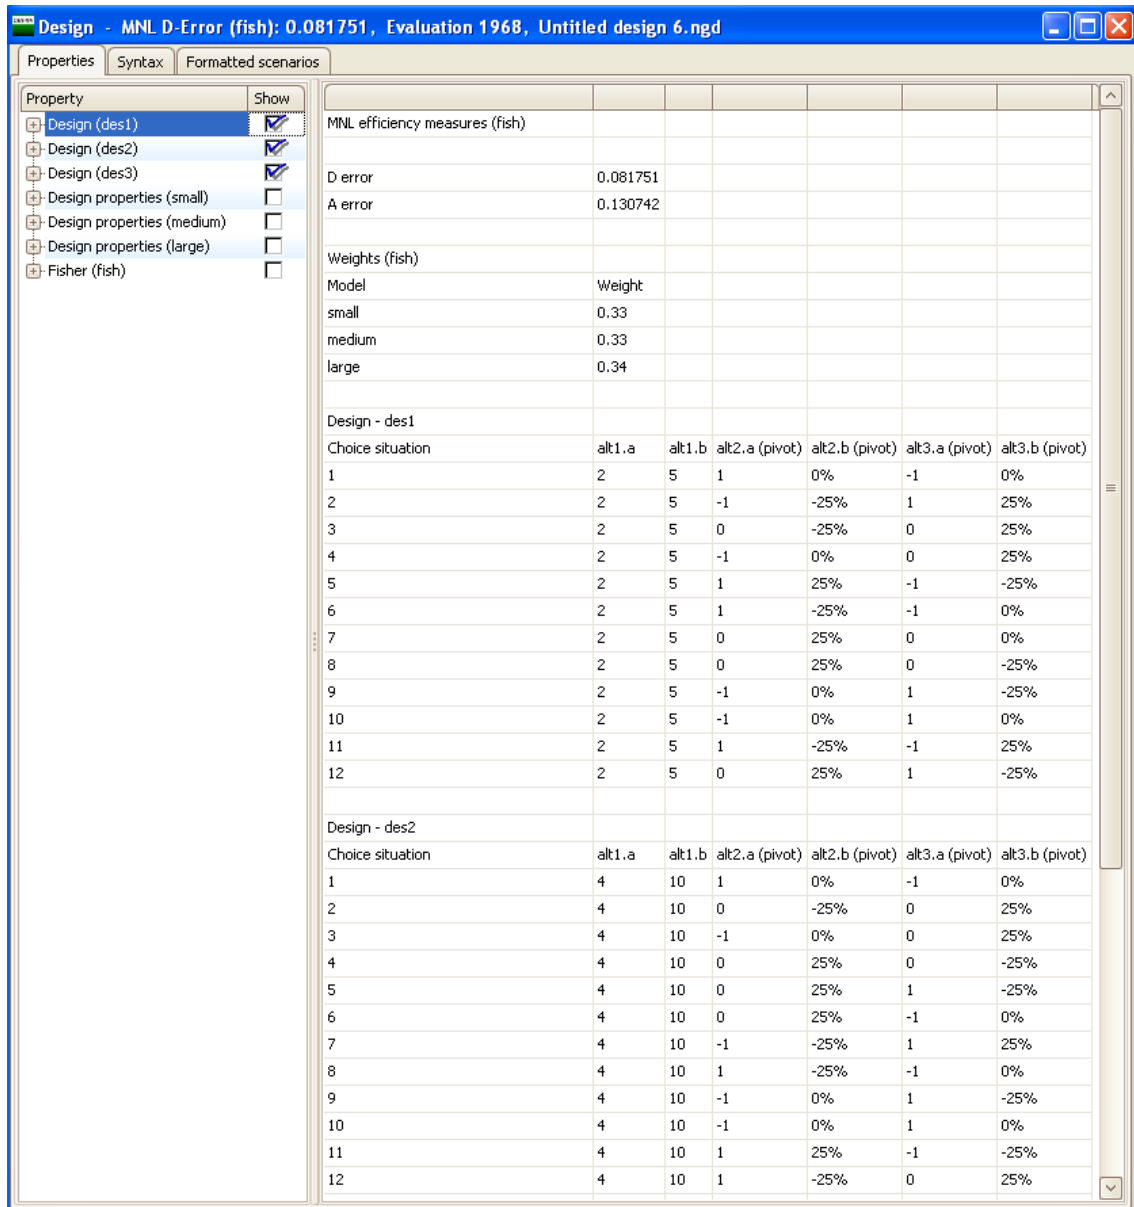 Design - MNL D-Error (fish): 0.081751, Evaluation 1968, Untitled design 6.ngd
Properties Syntax Formatted scenarios
Property Show
Design (des1)
Design (des2)
Design (des3)
Design properties (small)
Design properties (medium)
Design properties (large)
Fisher (fish)
MNL efficiency measures (fish)
D error 0.081751
A error 0.130742
Weights (fish)
Model Weight
small 0.33
medium 0.33
large 0.34
Design - des1
Choice situation alt1.a alt1.b alt2.a (pivot) alt2.b (pivot) alt3.a (pivot) alt3.b (pivot)
1 2 5 1 0% -1 0%
2 2 5 -1 -25% 1 25%
3 2 5 0 -25% 0 25%
4 2 5 -1 0% 0 25%
5 2 5 1 25% -1 -25%
6 2 5 1 -25% -1 0%
7 2 5 0 25% 0 0%
8 2 5 0 25% 0 -25%
9 2 5 -1 0% 1 -25%
10 2 5 -1 0% 1 0%
11 2 5 1 -25% -1 25%
12 2 5 0 25% 1 -25%
Design - des2
Choice situation alt1.a alt1.b alt2.a (pivot) alt2.b (pivot) alt3.a (pivot) alt3.b (pivot)
1 4 10 1 0% -1 0%
2 4 10 0 -25% 0 25%
3 4 10 -1 0% 0 25%
4 4 10 0 25% 0 -25%
5 4 10 0 25% 1 -25%
6 4 10 0 25% -1 0%
7 4 10 -1 -25% 1 25%
8 4 10 1 -25% -1 0%
9 4 10 -1 0% 1 -25%
10 4 10 -1 0% 1 0%
11 4 10 1 25% -1 -25%
12 4 10 1 -25% 0 25%